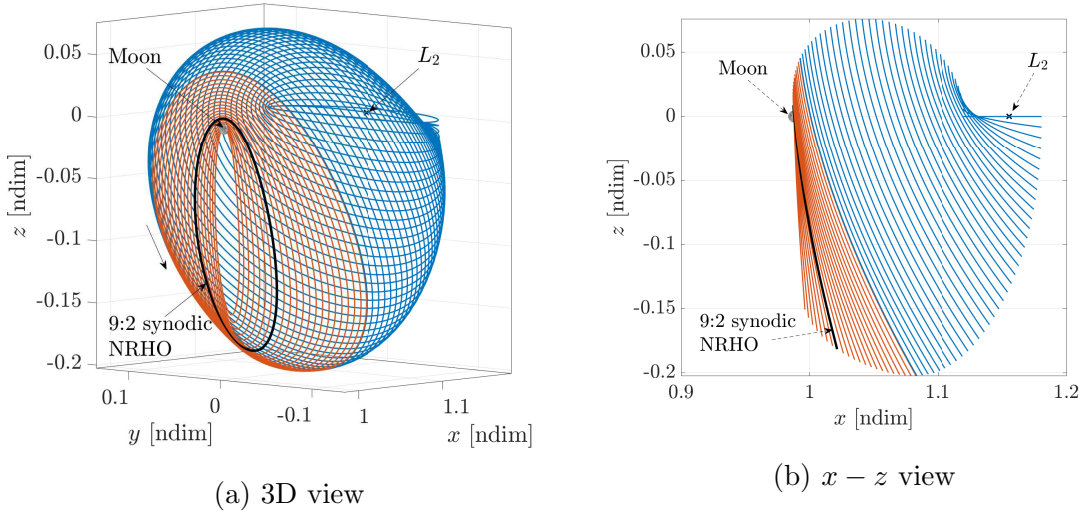 0.05
0
-0.05
-0.1
-0.15
-0.2
z [ndim]
Moon
L2
9:2 synodic
NRHO
0.1
0
-0.1
1
1.1
y [ndim]
x [ndim]
(a) 3D view
0.05
0
-0.05
-0.1
-0.15
-0.2
z [ndim]
Moon
L2
9:2 synodic
NRHO
0.9
1
1.1
1.2
x [ndim]
(b) x − z view